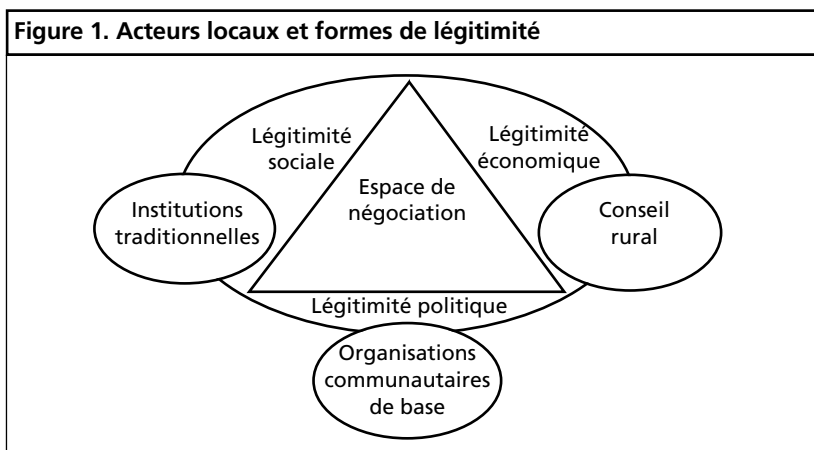 Figure 1. Acteurs locaux et formes de légitimité
Légitimité
sociale
Légitimité
économique
Espace de
négociation
Institutions
traditionnelles
Conseil
rural
Légitimité politique
Organisations
communautaires
de base